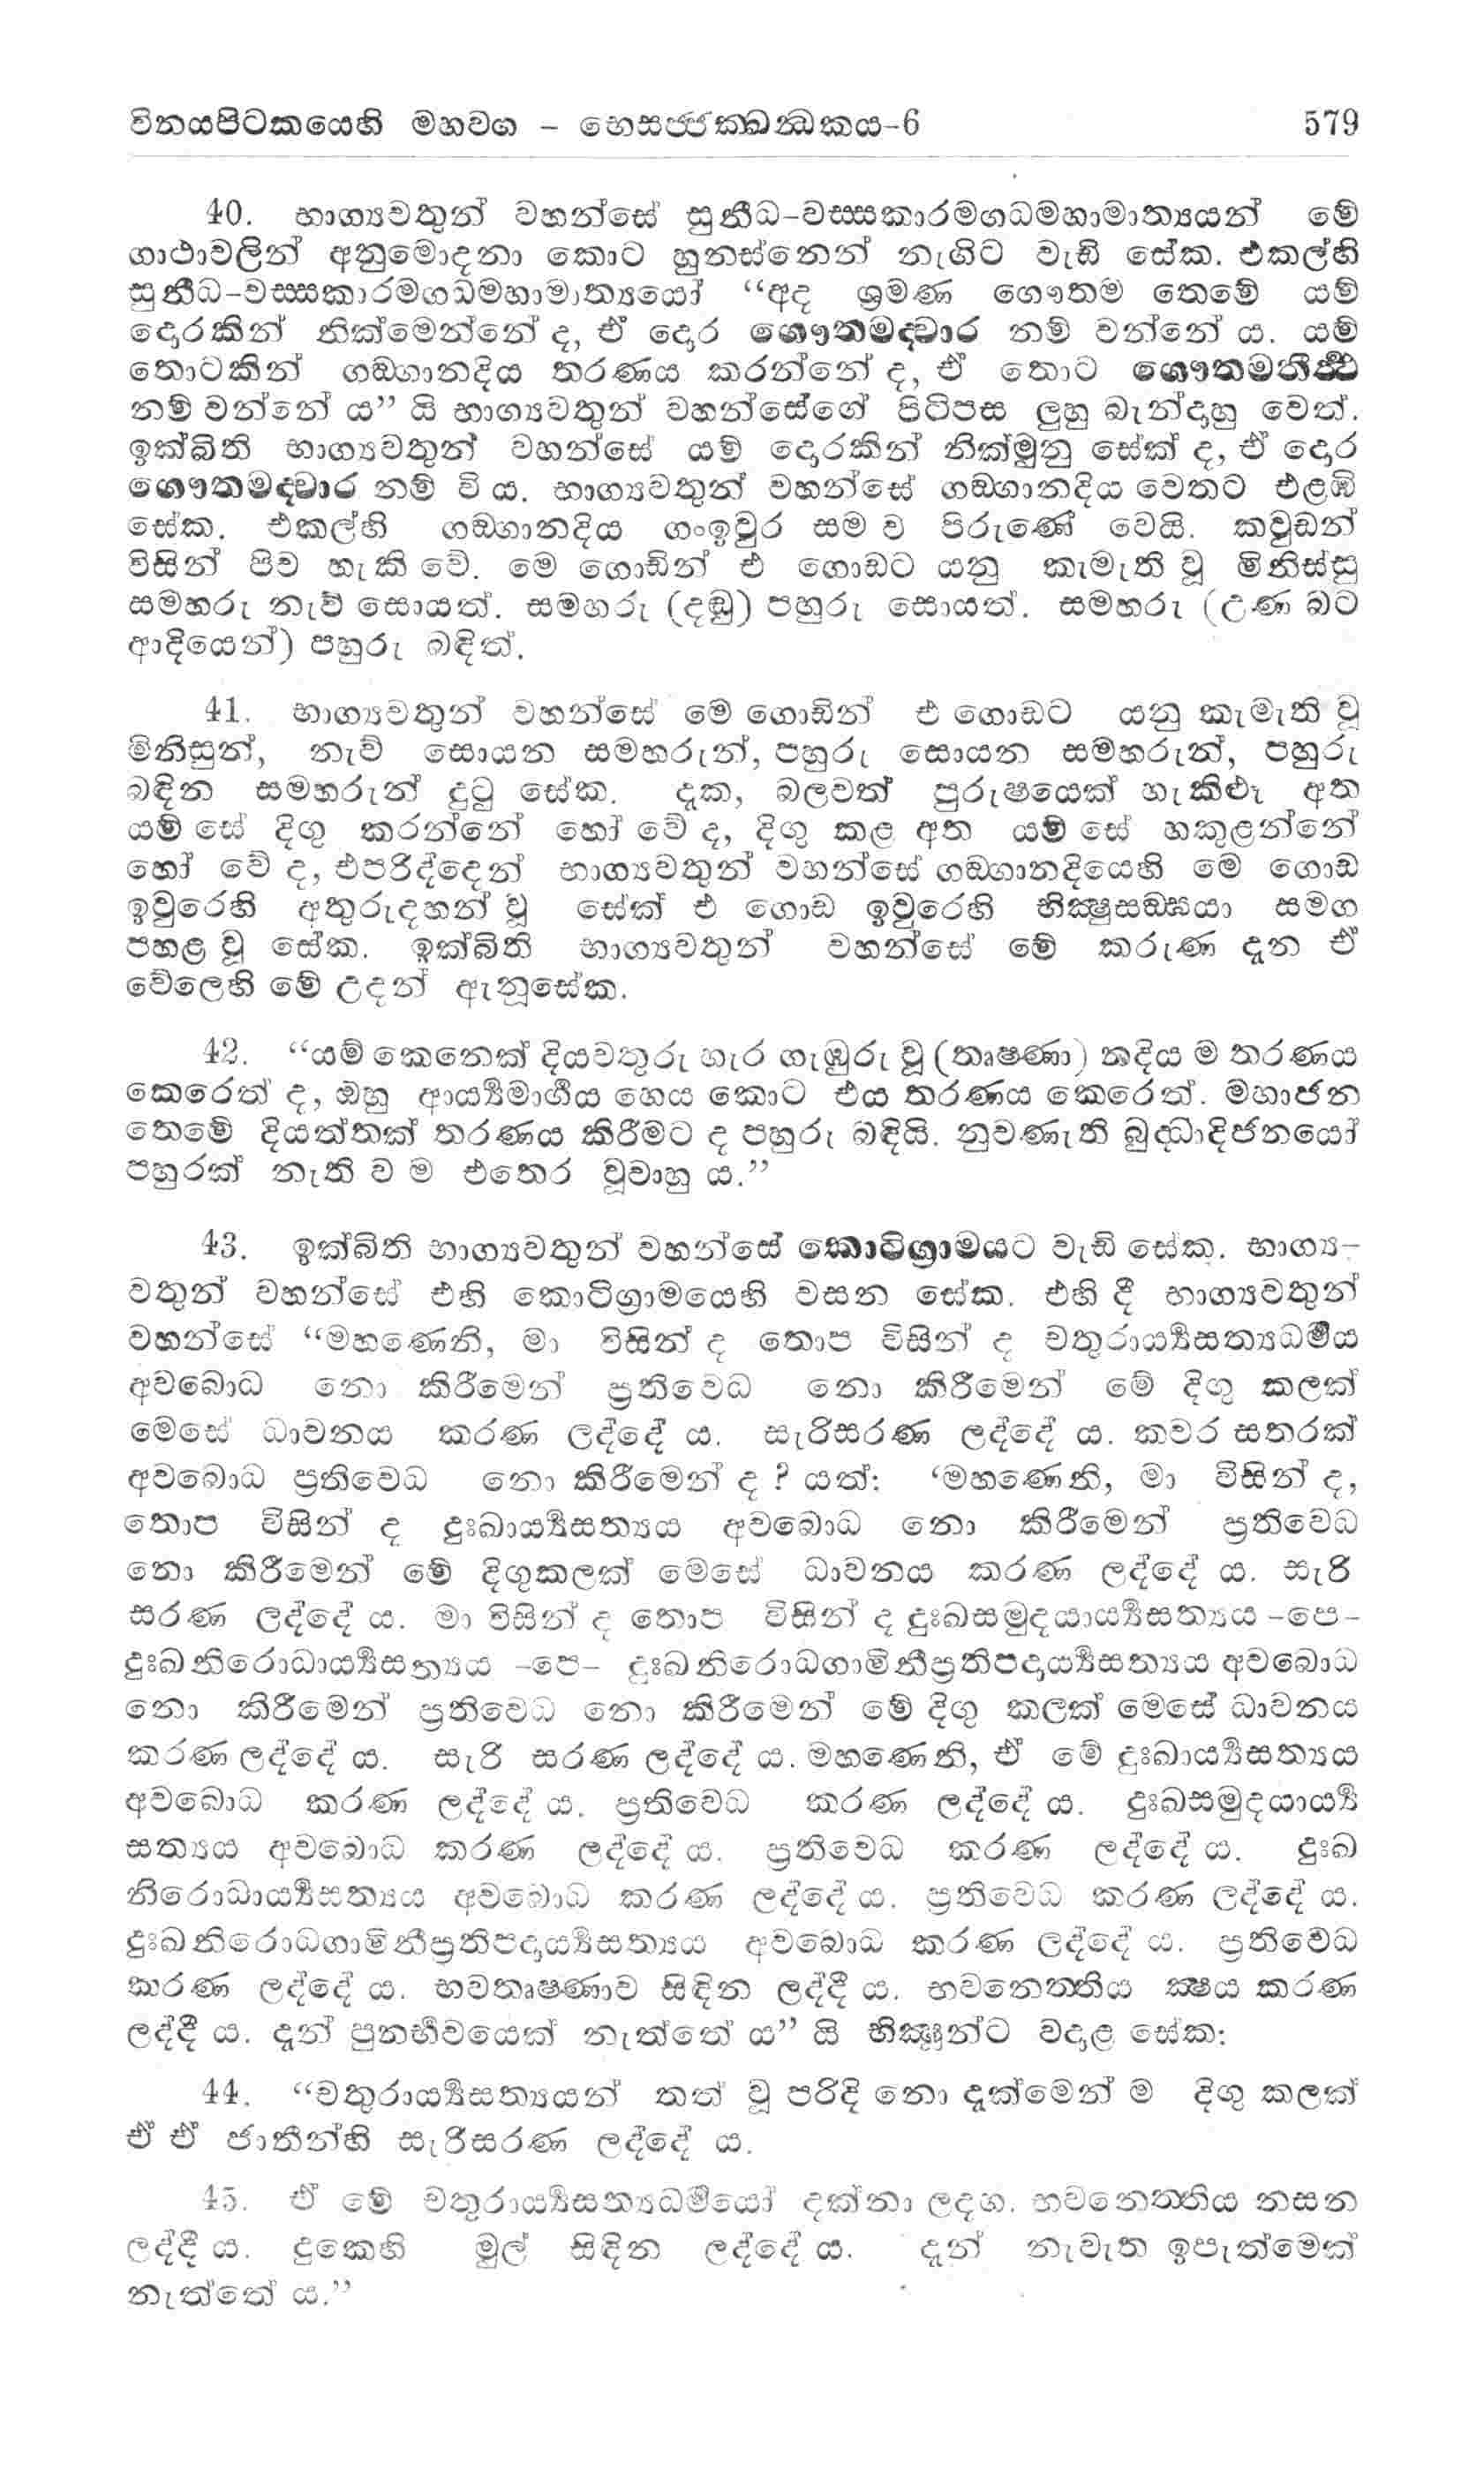 විනයපිටකයෙහි මහවග - භෙසජ්ජක්ඛන්ධකය-6 579
40. භාග්‍යවතුන් වහන්සේ සුනීධ-වස්සකාරමගධමහාමාත්‍යයන් මේ
ගාථාවලින් අනුමොදනා කොට හුනස්නෙන් නැගිට වැඩි සේක. එකල්හි
සුනීධ-වස්සකාරමගධමහාමාත්‍යයෝ “අද ශ්‍රමණ ගෞතම තෙමේ යම්
දොරකින් නික්මෙන්නේ ද, ඒ දොර ගෞතමද්වාර නම් වන්නේ ය. යම්
තොටකින් ගඞ්ගානදිය තරණය කරන්නේ ද, ඒ තොට ගෞතමතීර්‍ත්‍ථ
නම් වන්නේ ය” යි භාග්‍යවතුන් වහන්සේගේ පිටිපස ලුහු බැන්දාහු වෙත්.
ඉක්බිති භාග්‍යවතුන් වහන්සේ යම් දොරකින් නික්මුනු සේක් ද, ඒ දොර
ගෞතමද්වාර නම් වි ය. භාග්‍යවතුන් වහන්සේ ගඞ්ගානදිය වෙතට එළඹි
සේක. එකල්හි ගඞ්ගානදිය ගංඉවුර සම ව පිරුණේ වෙයි. කවුඩන්
විසින් පිව හැකි වේ. මෙ ගොඩින් එ ගොඩට යනු කැමැති වූ මිනිස්සු
සමහරු නැව් සොයත්. සමහරු (දඬු) පහුරු සොයත්. සමහරු (උණ බට
ආදියෙන්) පහුරු බඳිත්.
41. භාග්‍යවතුන් වහන්සේ මෙ ගොඩින් එ ගොඩට යනු කැමැති වූ
මිනිසුන්, නැව් සොයන සමහරුන්, පහුරු සොයන සමහරුන්, පහුරු
බඳින සමහරුන් දුටු සේක. දැක, බලවත් පුරුෂයෙක් හැකිළූ අත
යම් සේ දිගු කරන්නේ හෝ වේ ද, දිගු කළ අත යම් සේ හකුළන්නේ
හෝ වේ ද, එපරිද්දෙන් භාග්‍යවතුන් වහන්සේ ගඞ්ගානදියෙහි මෙ ගොඩ
ඉවුරෙහි අතුරුදහන් වූ සේක් එ ගොඩ ඉවුරෙහි භික්‍ෂුසඞ්ඝයා සමග
පහළ වූ සේක. ඉක්බිති භාග්‍යවතුන් වහන්සේ මේ කරුණ දැන ඒ
වේලෙහි මේ උදන් ඇනූසේක.
42. “යම් කෙනෙක් දියවතුරු හැර ගැඹුරු වූ (තෘෂ්ණා) නදිය ම තරණය
කෙරෙත් ද, ඔහු ආර්‍ය්‍යමාර්‍ගය හෙය කොට එය තරණය කෙරෙත්. මහාජන
තෙමේ දියත්තක් තරණය කිරීමට ද පහුරු බඳියි. නුවණැති බුද්ධාදිජනයෝ
පහුරක් නැති ව ම එතෙර වූවාහු ය.”
43. ඉක්බිති භාග්‍යවතුන් වහන්සේ කොටිග්‍රාමයට වැඩි සේක. භාග්‍ය-
වතුන් වහන්සේ එහි කොටිග්‍රාමයෙහි වසන සේක. එහි දී භාග්‍යවතුන්
වහන්සේ “මහණෙනි, මා විසින් ද තොප විසින් ද චතුරාර්‍ය්‍යසත්‍යධර්‍මය
අවබොධ නො කිරීමෙන් ප්‍රතිවෙධ නො කිරීමෙන් මේ දිගු කලක්
මෙසේ ධාවනය කරණ ලද්දේ ය. සැරිසරණ ලද්දේ ය. කවර සතරක්
අවබොධ ප්‍රතිවෙධ නො කිරීමෙන් ද ? යත්: ‘මහණෙනි, මා විසින් ද,
තොප විසින් ද දුඃඛාර්‍ය්‍යසත්‍යය අවබොධ නො කිරීමෙන් ප්‍රතිවෙධ
නො කිරීමෙන් මේ දිගුකලක් මෙසේ ධාවනය කරණ ලද්දේ ය. සැරි
සරණ ලද්දේ ය. මා විසින් ද තොප විසින් ද දුඃඛසමුදයාර්‍ය්‍යසත්‍යය -පෙ-
දුඃඛනිරොධාර්‍ය්‍යසත්‍යය -පෙ- දුඃඛනිරොධගාමිනීප්‍රතිපදාර්‍ය්‍යසත්‍යය අවබොධ
නො කිරීමෙන් ප්‍රතිවෙධ නො කිරීමෙන් මේ දිගු කලක් මෙසේ ධාවනය
කරණ ලද්දේ ය. සැරි සරණ ලද්දේ ය. මහණෙනි, ඒ මේ දුඃඛාර්‍ය්‍යසත්‍යය
අවබොධ කරණ ලද්දේ ය. ප්‍රතිවෙධ කරණ ලද්දේ ය. දුඃඛසමුදයාර්‍ය්‍ය
සත්‍යය අවබොධ කරණ ලද්දේ ය. ප්‍රතිවෙධ කරණ ලද්දේ ය. දුඃඛ
නිරොධාර්‍ය්‍යසත්‍යය අවබොධ කරණ ලද්දේ ය. ප්‍රතිවෙධ කරණ ලද්දේ ය.
දුඃඛනිරොධගාමිනීප්‍රතිපදාර්‍ය්‍යසත්‍යය අවබොධ කරණ ලද්දේ ය. ප්‍රතිවෙධ
කරණ ලද්දේ ය. භවතෘෂ්ණාව සිඳින ලද්දී ය. භවනෙත්තිය ක්‍ෂය කරණ
ලද්දී ය. දැන් පුනර්‍භවයෙක් නැත්තේ ය” යි භික්‍ෂූන්ට වදාළ සේක:
44. “චතුරාර්‍ය්‍යසත්‍යයන් තත් වූ පරිදි නො දැක්මෙන් ම දිගු කලක්
ඒ ඒ ජාතීන්හි සැරිසරණ ලද්දේ ය.
45. ඒ මේ චතුරාර්‍ය්‍යසත්‍යධර්‍මයෝ දක්නා ලදහ. භවනෙත්තිය නසන
ලද්දී ය. දුකෙහි මුල් සිඳින ලද්දේ ය. දැන් නැවැත ඉපැත්මෙක්
නැත්තේ ය.”